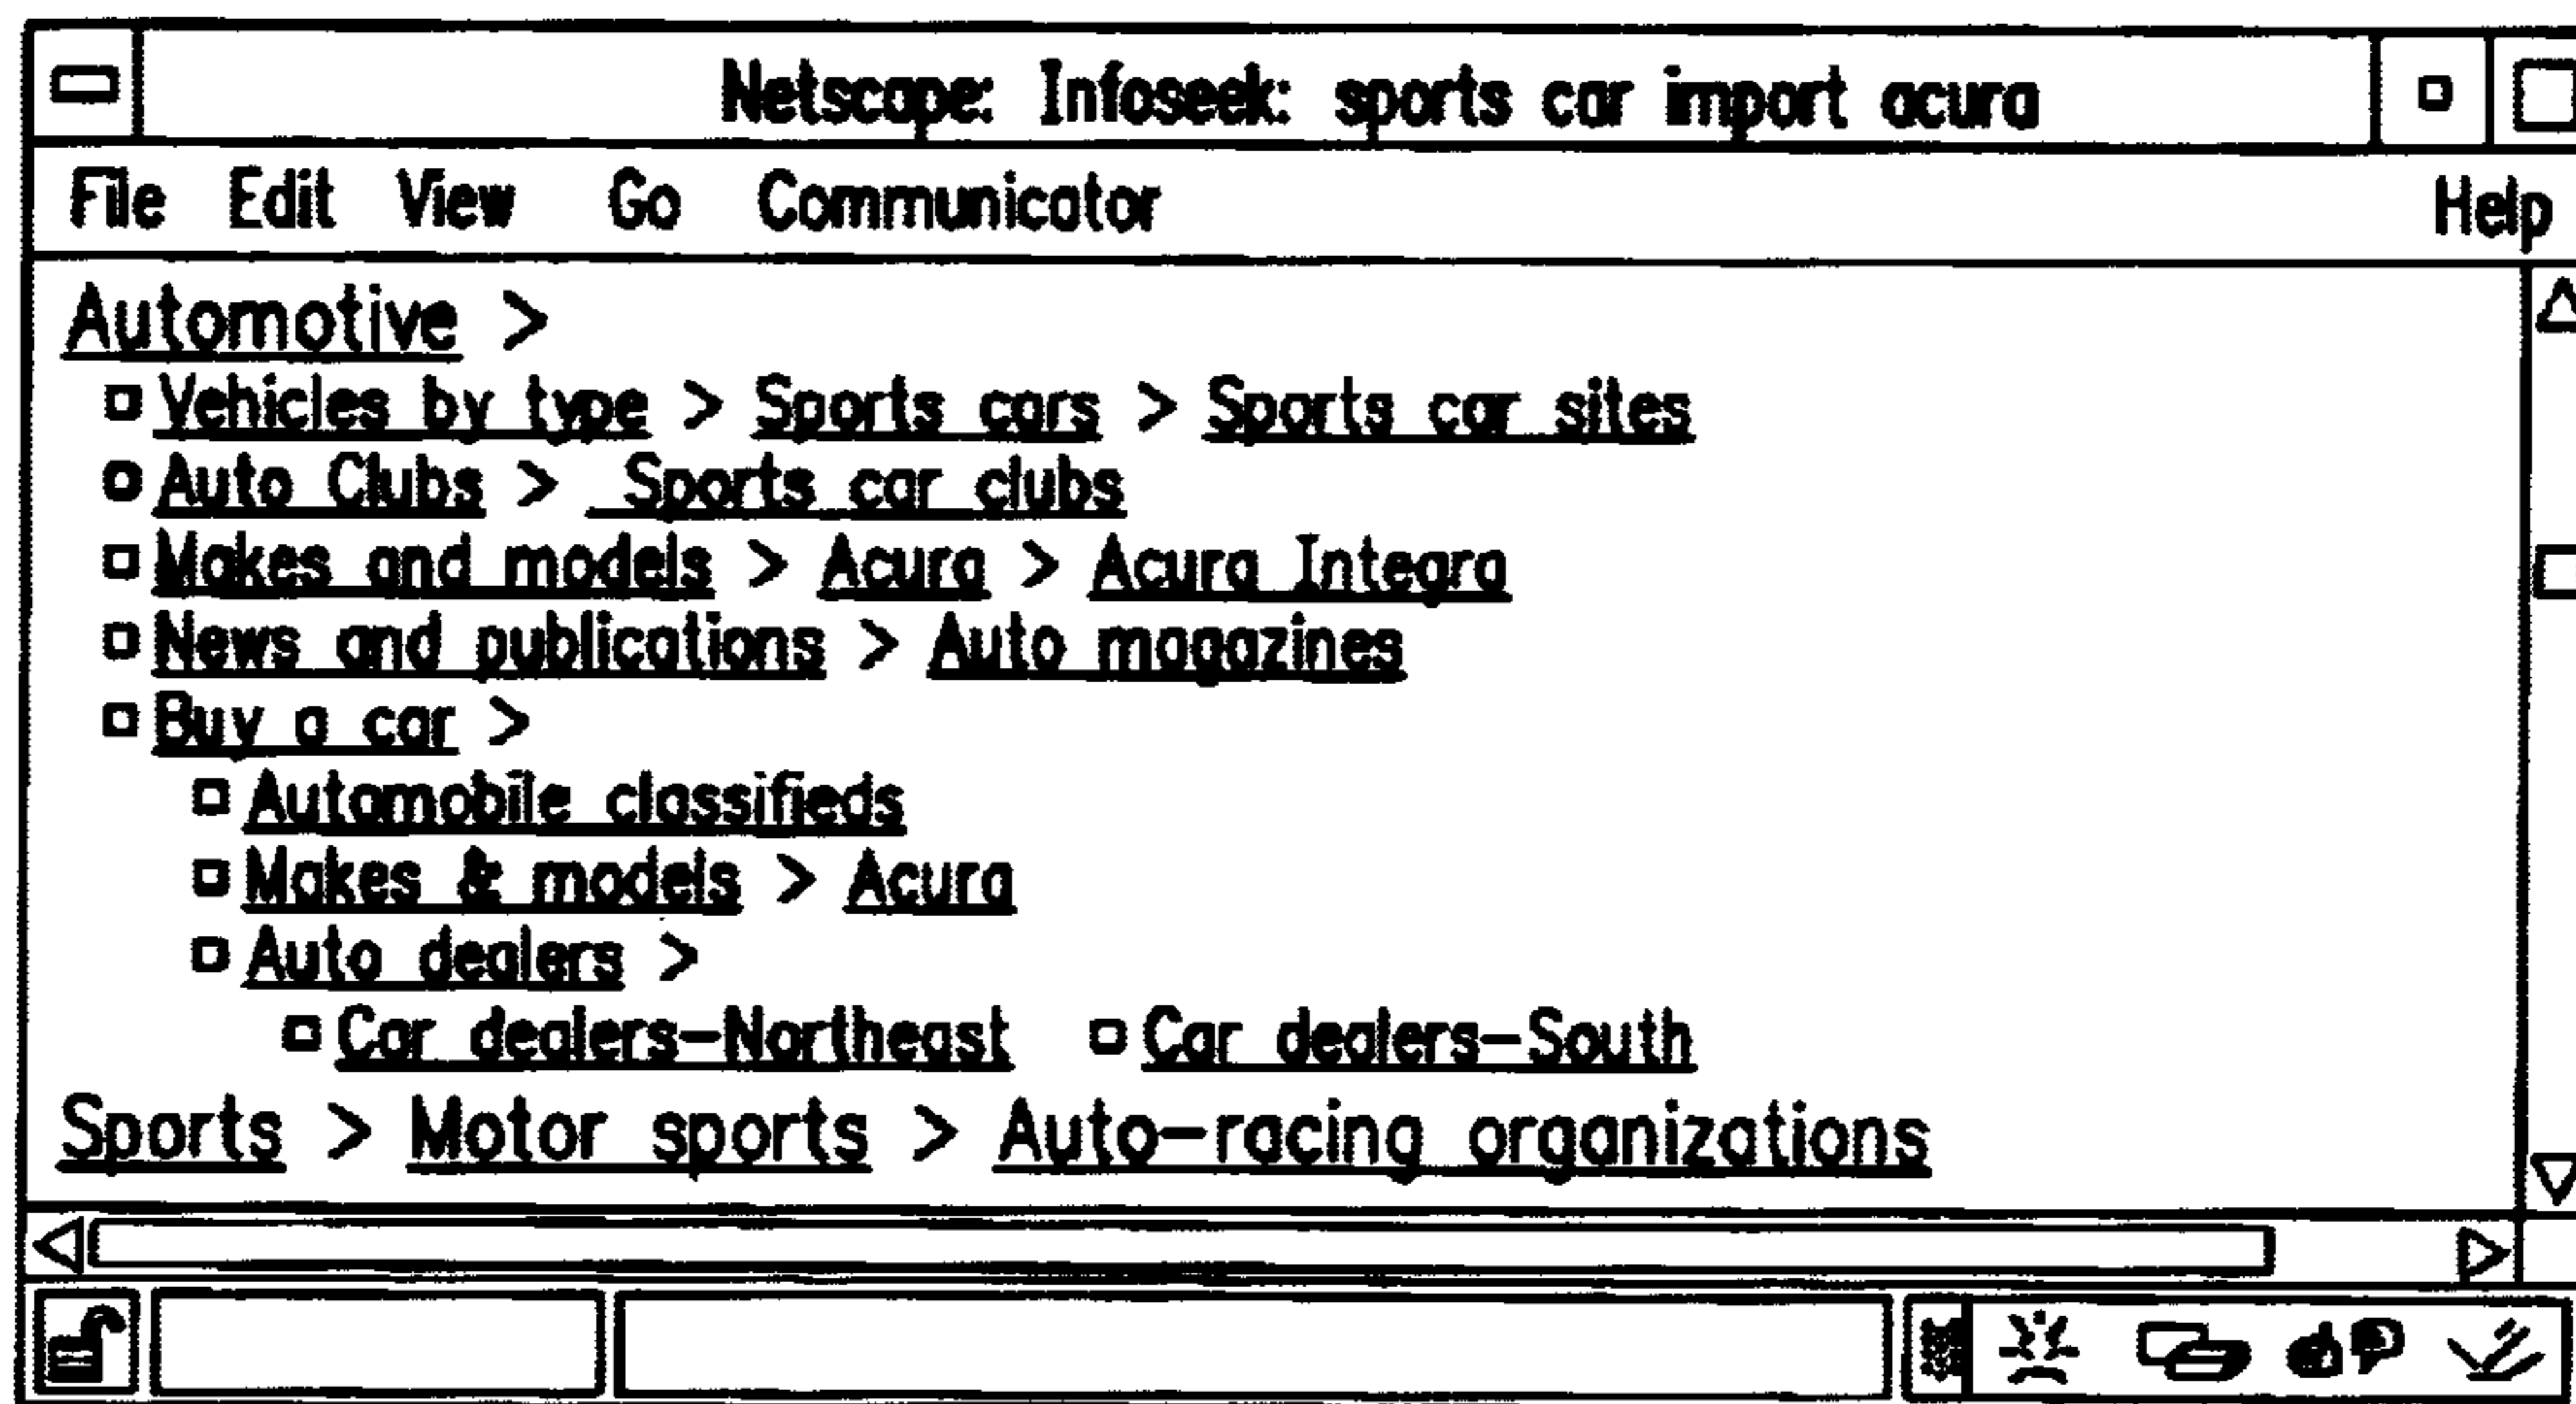 Netscape: Infoseek: sports car import acura
File Edit View Go Communicator Help
Automotive >
Vehicles by type > Sports cars > Sports car sites
Auto Clubs > Sports car clubs
Makes and models > Acura > Acura Integra
News and publications > Auto magazines
Buy a car >
Automobile classifieds
Makes & models > Acura
Auto dealers >
Car dealers-Northeast Car dealers-South
Sports > Motor sports > Auto-racing organizations